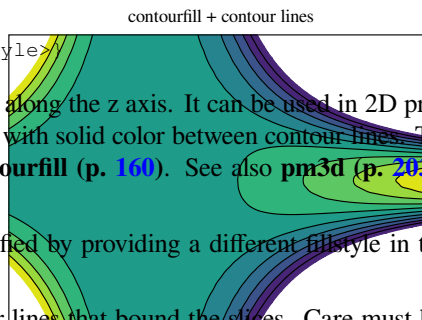 contourfill + contour lines
yle>}
along the z axis. It can be used in 2D pr
with solid color between contour lines. T
ourfill (p. 160). See also pm3d (p. 20
fied by providing a different fillstyle in t
r lines that bound the slices. Care must